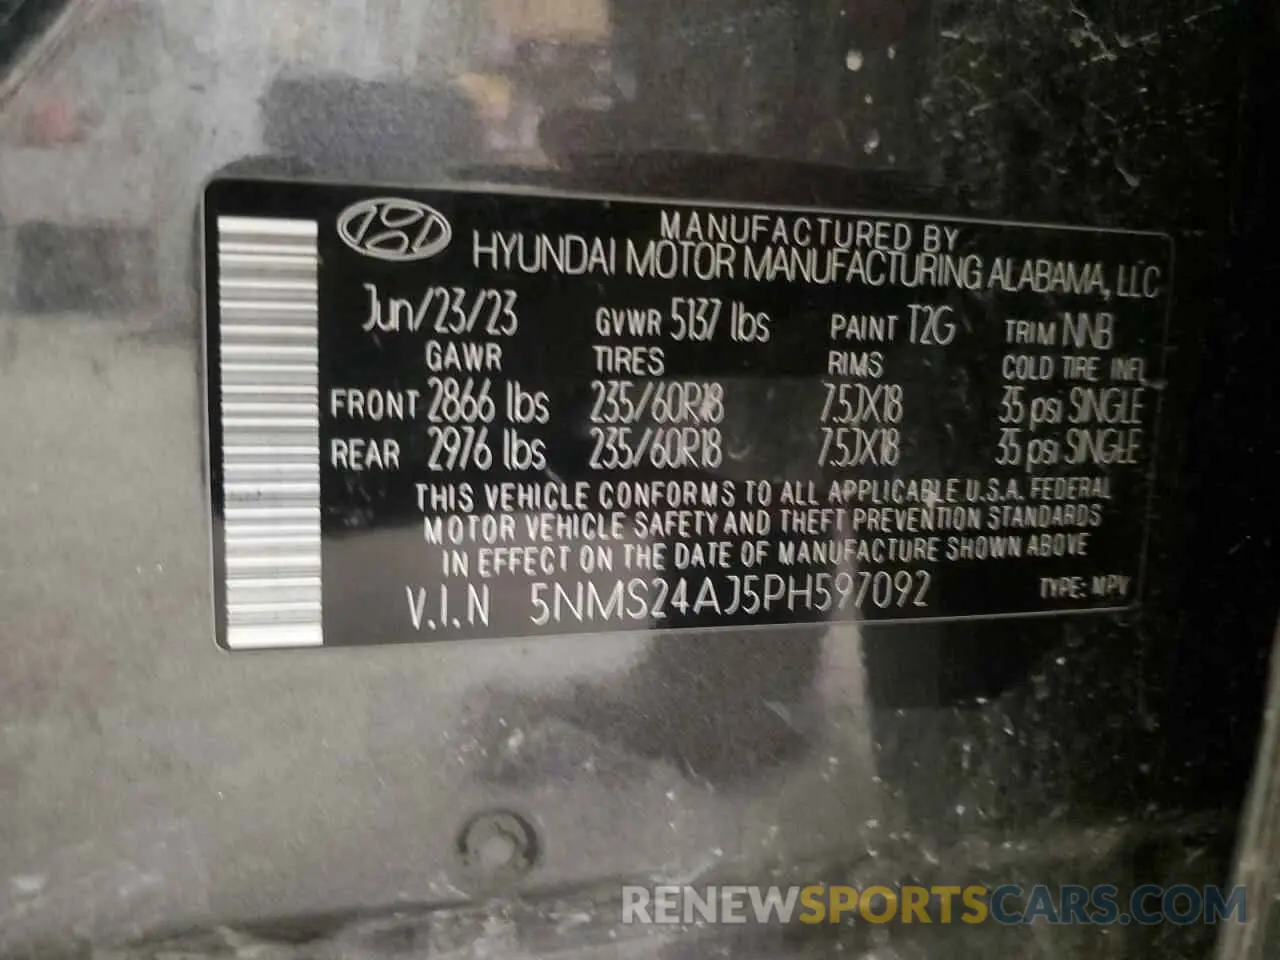 MANUFACTURED BY
HYUNDAI MOTOR MANUFACTURING ALABAMA, LLC
Jun/23/23 GVWR 5137 lbs PAINT T2G TRIM NNB
GAWR TIRES RIMS COLD TIRE INFL
FRONT 2866 lbs 235/60R18 7.5JX18 35 psi SINGLE
REAR 2976 lbs 235/60R18 7.5JX18 35 psi SINGLE
THIS VEHICLE CONFORMS TO ALL APPLICABLE U.S.A. FEDERAL
MOTOR VEHICLE SAFETY AND THEFT PREVENTION STANDARDS
IN EFFECT ON THE DATE OF MANUFACTURE SHOWN ABOVE
V.I.N 5NMS24AJ5PH597092 TYPE: MPV
RENEWSPORTSCARS.COM